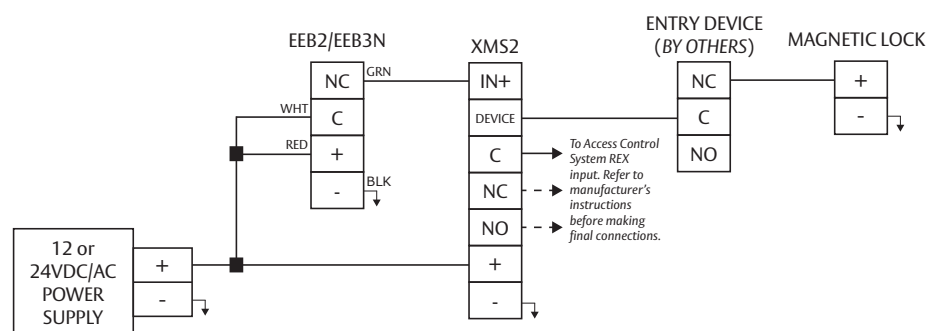 ENTRY DEVICE
(BY OTHERS)
MAGNETIC LOCK
EEB2/EEB3N
XMS2
NC
GRN
IN+
NC
+
WHT
C
DEVICE
C
-
RED
+
C
NO
-
BLK
NC
NO
+
-
To Access Control
System REX
input. Refer to
manufacturer's
instructions
before making
final connections.
12 or
24VDC/AC
POWER
SUPPLY
+
-